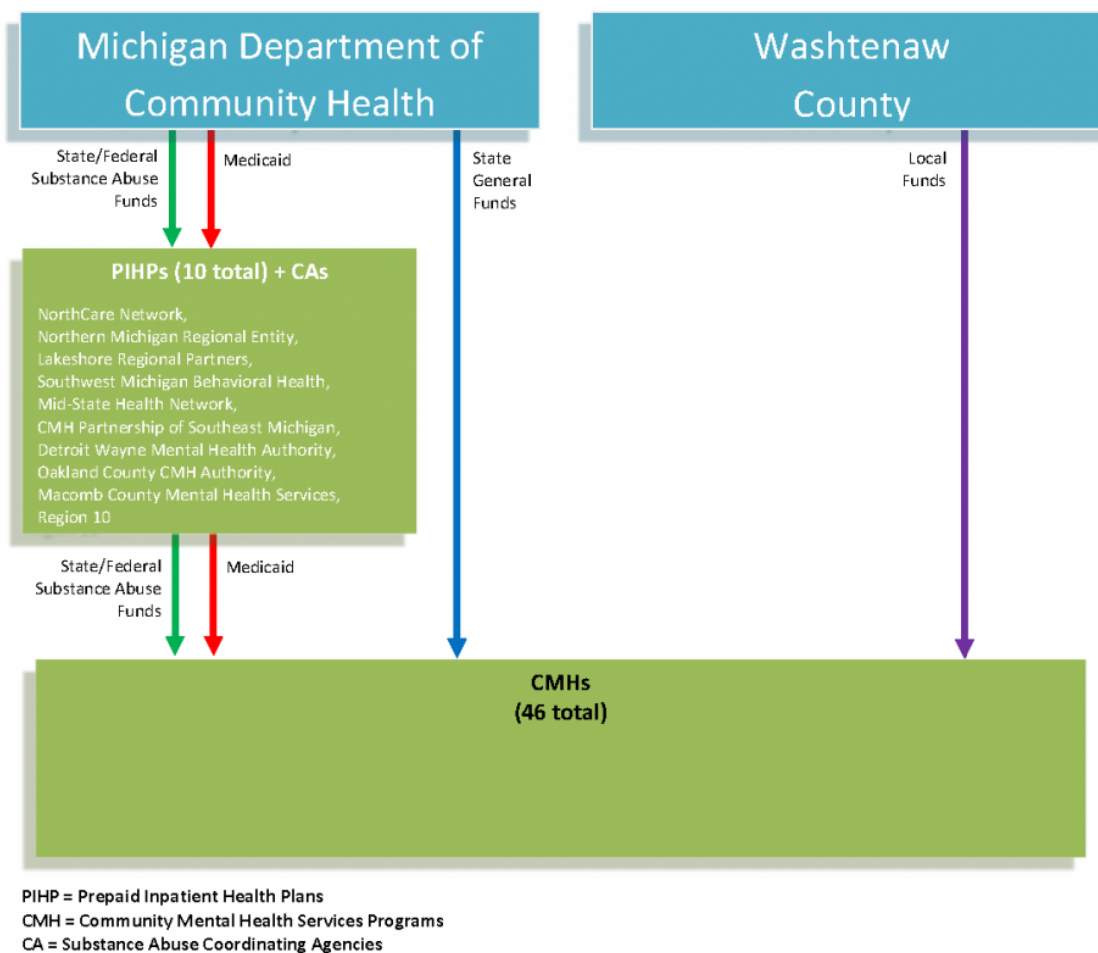 Michigan Department of
Community Health
Washtenaw
County
State/Federal
Substance Abuse
Funds
Medicaid
State
General
Funds
Local
Funds
PIHPs (10 total) + CAs
NorthCare Network,
Northern Michigan Regional Entity,
Lakeshore Regional Partners,
Southwest Michigan Behavioral Health,
Mid-State Health Network,
CMH Partnership of Southeast Michigan,
Detroit Wayne Mental Health Authority,
Oakland County CMH Authority,
Macomb County Mental Health Services,
Region 10
State/Federal
Substance Abuse
Funds
Medicaid
CMHs
(46 total)
PIHP = Prepaid Inpatient Health Plans
CMH = Community Mental Health Services Programs
CA = Substance Abuse Coordinating Agencies